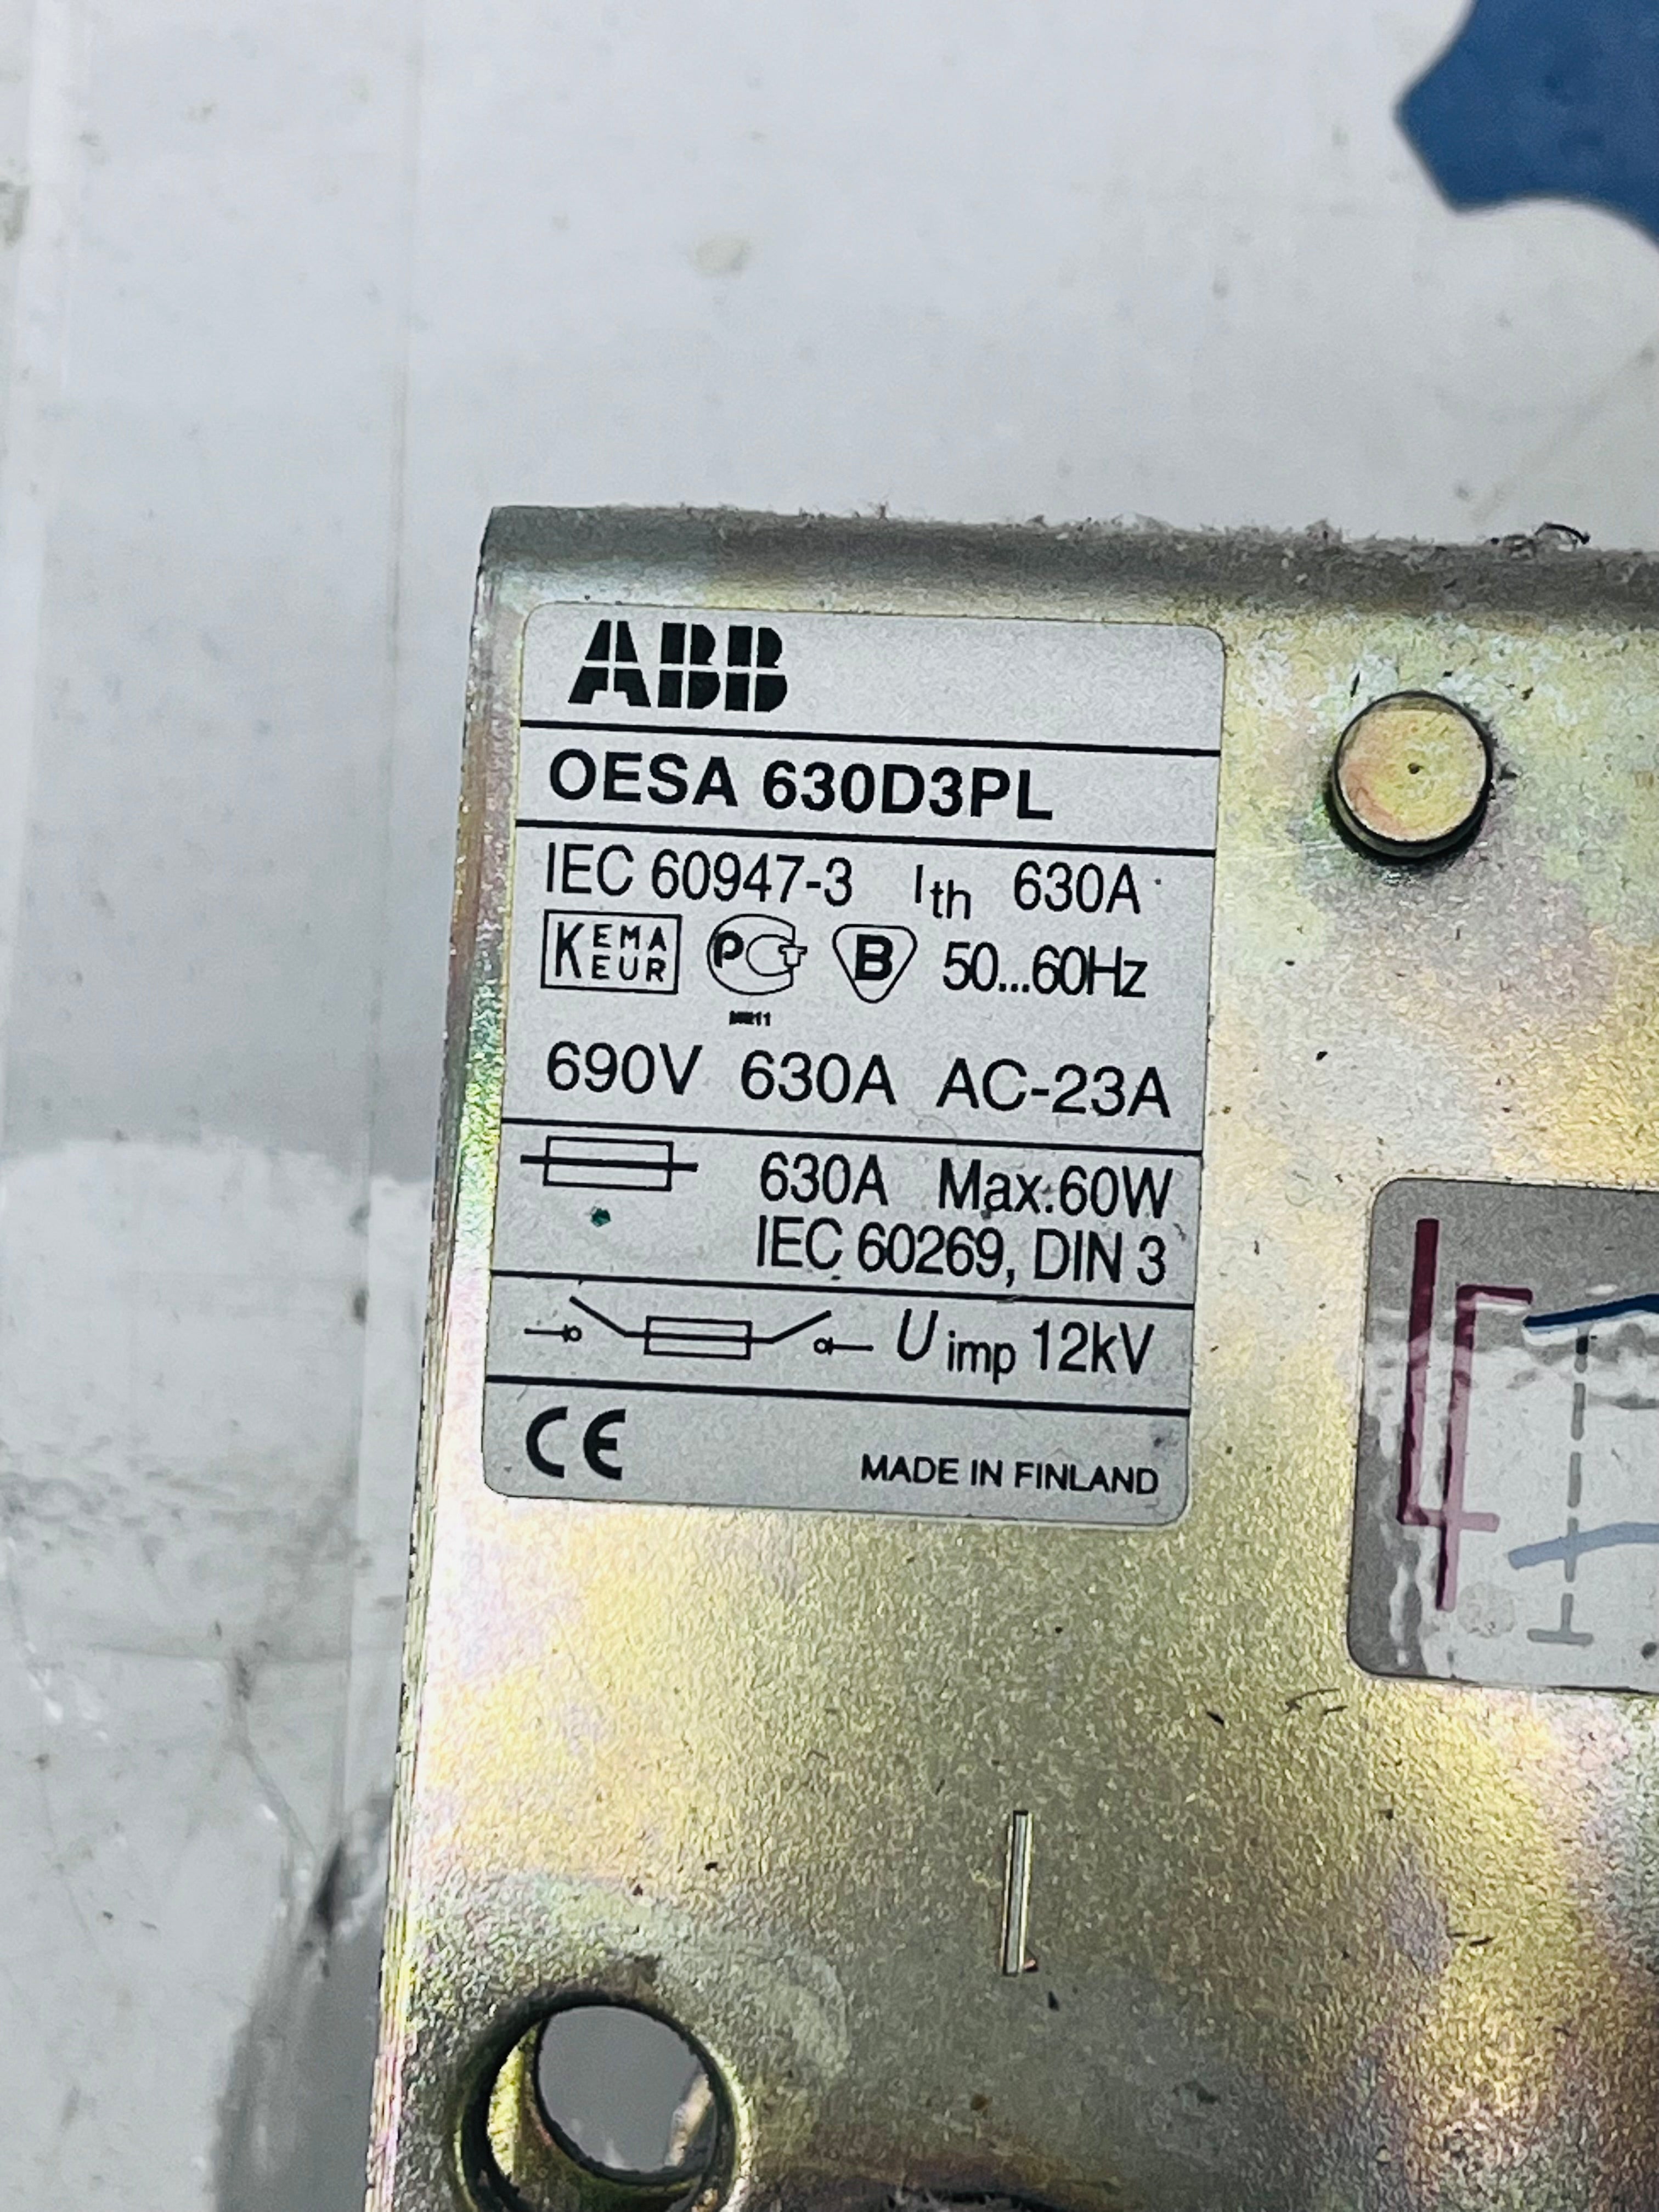 ABB
OESA 630D3PL
IEC 60947-3 Ith 630A
KEMA EUR PCT B 50...60Hz
690V 630A AC-23A
630A Max.60W
IEC 60269, DIN 3
Uimp 12kV
CE MADE IN FINLAND